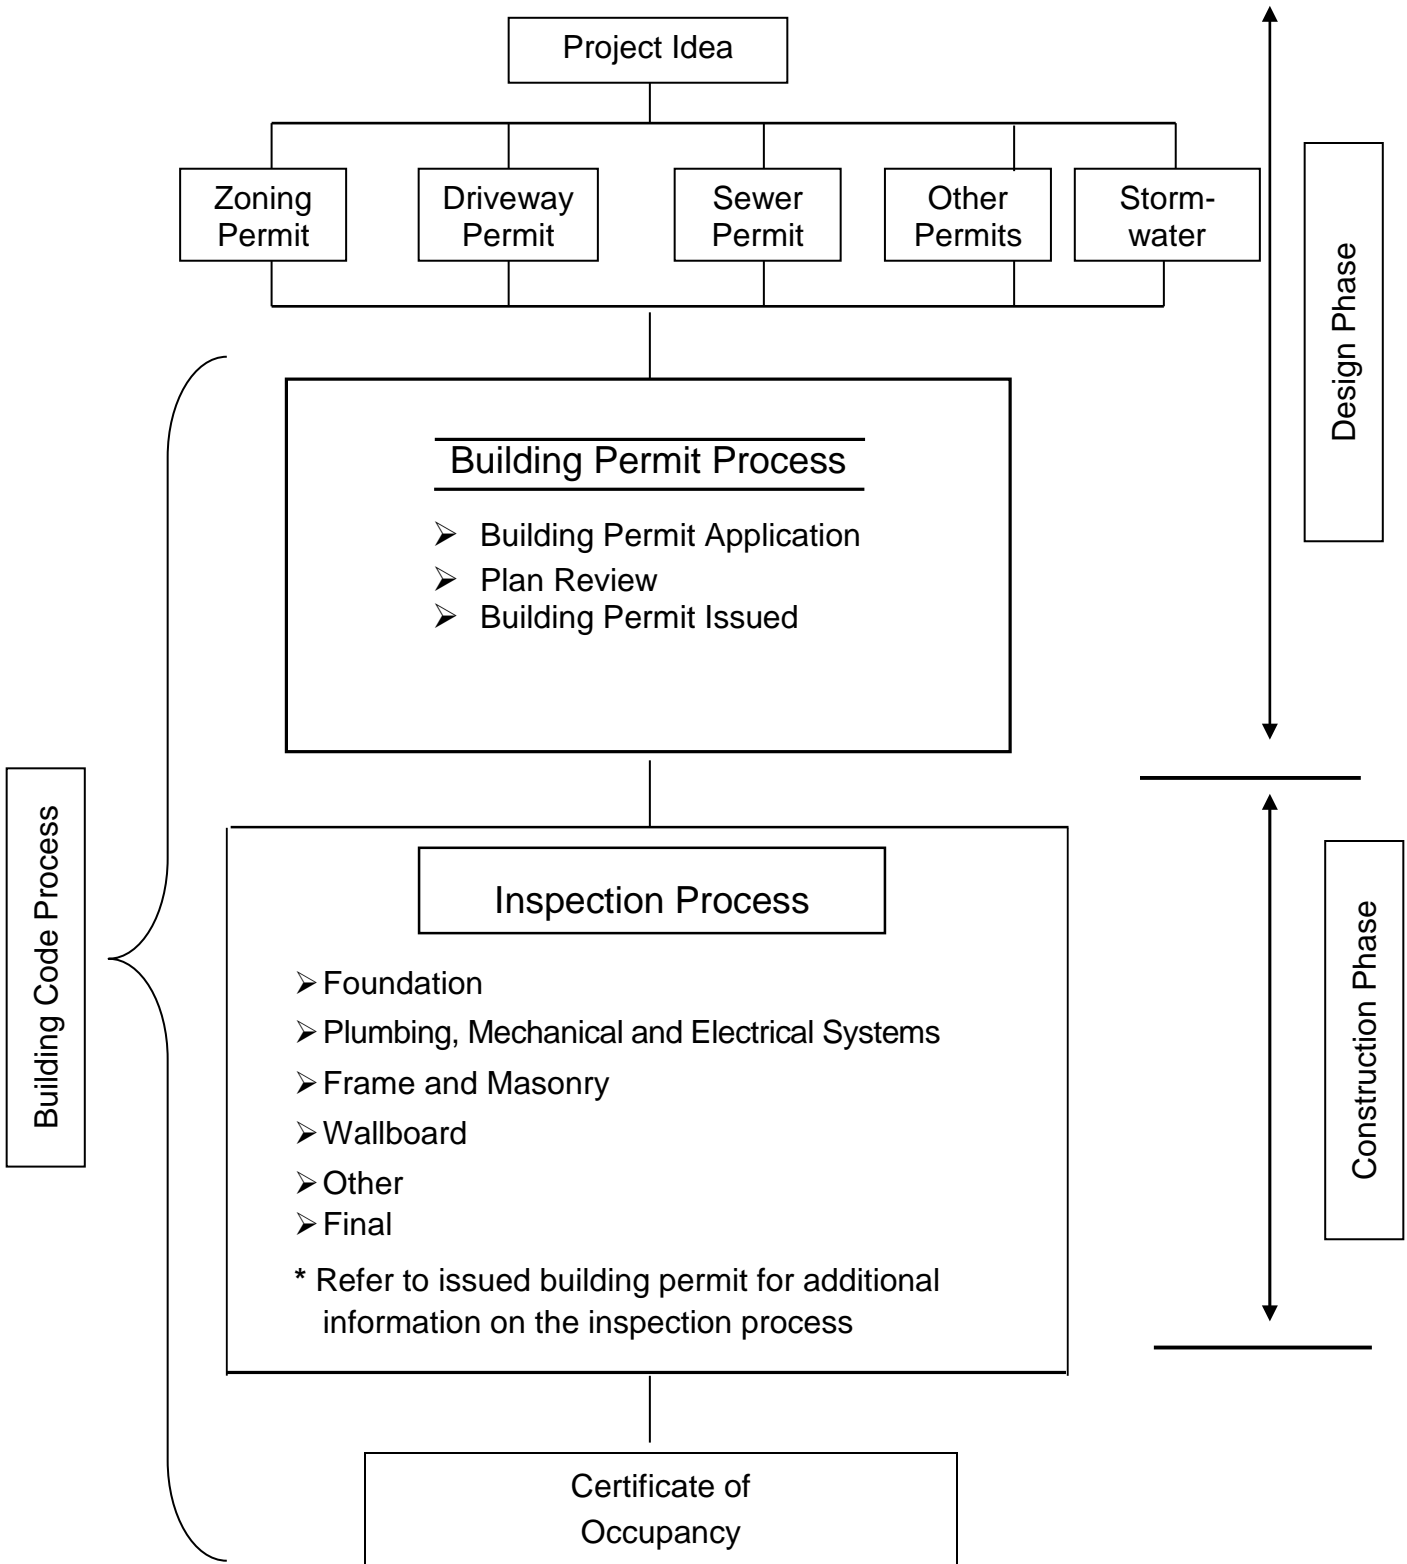 Project Idea
Zoning
Permit
Driveway
Permit
Sewer
Permit
Other
Permits
Storm-
water
Design Phase
Building Permit Process
➢ Building Permit Application
➢ Plan Review
➢ Building Permit Issued
Building Code Process
Inspection Process
➢ Foundation
➢ Plumbing, Mechanical and Electrical Systems
➢ Frame and Masonry
➢ Wallboard
➢ Other
➢ Final
* Refer to issued building permit for additional
information on the inspection process
Construction Phase
Certificate of
Occupancy